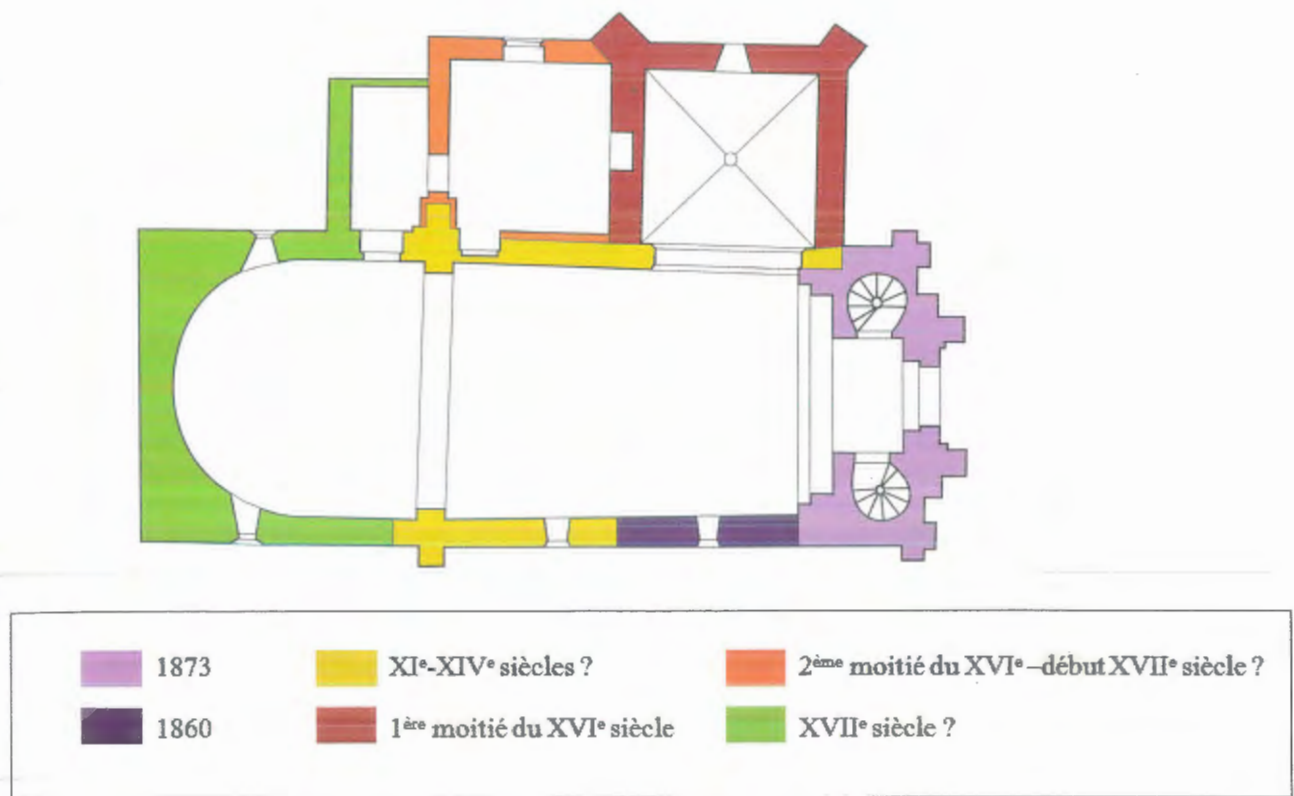 1873 XIᵉ-XIVᵉ siècles ? 2ème moitié du XVIᵉ –début XVIIᵉ siècle ?
1860 1ère moitié du XVIᵉ siècle XVIIᵉ siècle ?